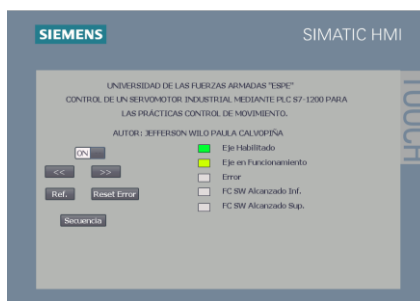 SIEMENS
SIMATIC HMI
TOUCH
UNIVERSIDAD DE LAS FUERZAS ARMADAS "ESPE"
CONTROL DE UN SERVOMOTOR INDUSTRIAL MEDIANTE PLC S7-1200 PARA
LAS PRÁCTICAS CONTROL DE MOVIMIENTO.
AUTOR: JEFFERSON WILO PAULA CALVOPIÑA
ON
<< >>
Ref. Reset Error
Secuencia
Eje Habilitado
Eje en Funcionamiento
Error
FC SW Alcanzado Inf.
FC SW Alcanzado Sup.